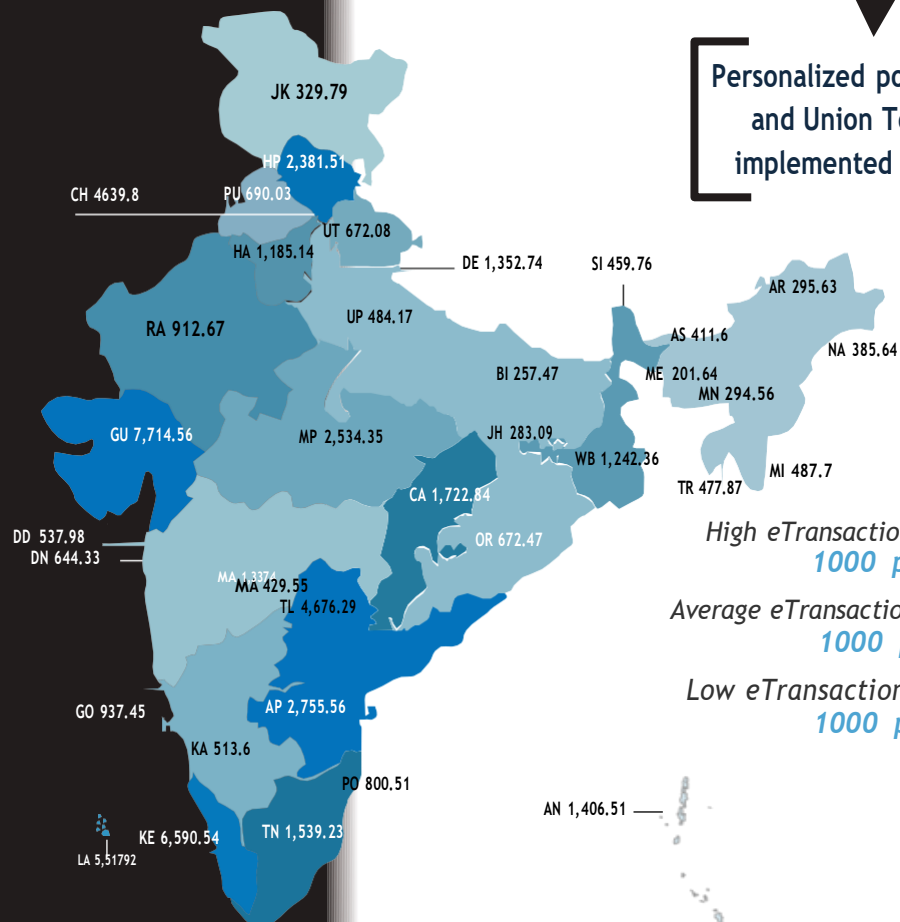 Personalized po
and Union Te
implemented
JK 329.79
HP 2,381.51
CH 4639.8
PU 690.03
UT 672.08
HA 1,185.14
DE 1,352.74
SI 459.76
AR 295.63
RA 912.67
UP 484.17
AS 411.6
NA 385.64
BI 257.47
ME 201.64
MN 294.56
GU 7,714.56
MP 2,534.35
JH 283.09
WB 1,242.36
MI 487.7
TR 477.87
CA 1,722.84
OR 672.47
DD 537.98
DN 644.33
High eTransactio
1000 p
MA 429.55
TL 4,676.29
Average eTransactio
1000 p
Low eTransaction
1000 p
GO 937.45
AP 2,755.56
KA 513.6
PO 800.51
AN 1,406.51
KE 6,590.54
TN 1,539.23
LA 5,51792